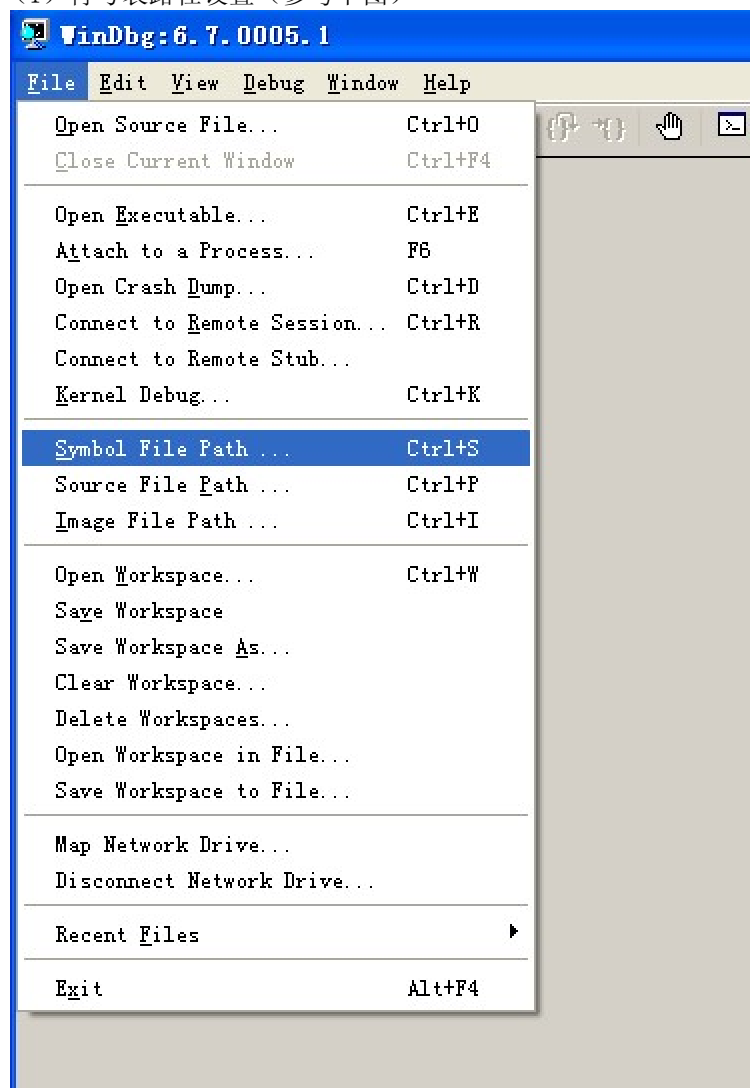 WinDbg:6.7.0005.1
File Edit View Debug Window Help
Open Source File... Ctrl+O
Close Current Window Ctrl+F4
Open Executable... Ctrl+E
Attach to a Process... F6
Open Crash Dump... Ctrl+D
Connect to Remote Session... Ctrl+R
Connect to Remote Stub...
Kernel Debug... Ctrl+K
Symbol File Path ... Ctrl+S
Source File Path ... Ctrl+P
Image File Path ... Ctrl+I
Open Workspace... Ctrl+W
Save Workspace
Save Workspace As...
Clear Workspace...
Delete Workspaces...
Open Workspace in File...
Save Workspace to File...
Map Network Drive...
Disconnect Network Drive...
Recent Files
Exit Alt+F4